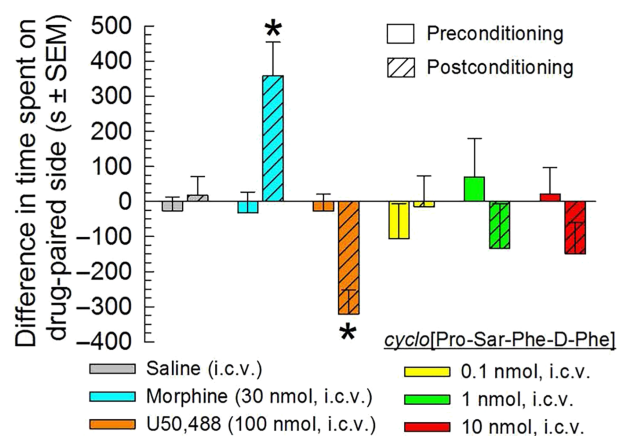 Difference in time spent on
drug-paired side (s ± SEM)
500
400
300
200
100
0
−100
−200
−300
−400
*
*
Preconditioning
Postconditioning
Saline (i.c.v.)
Morphine (30 nmol, i.c.v.)
U50,488 (100 nmol, i.c.v.)
cyclo[Pro-Sar-Phe-D-Phe]
0.1 nmol, i.c.v.
1 nmol, i.c.v.
10 nmol, i.c.v.